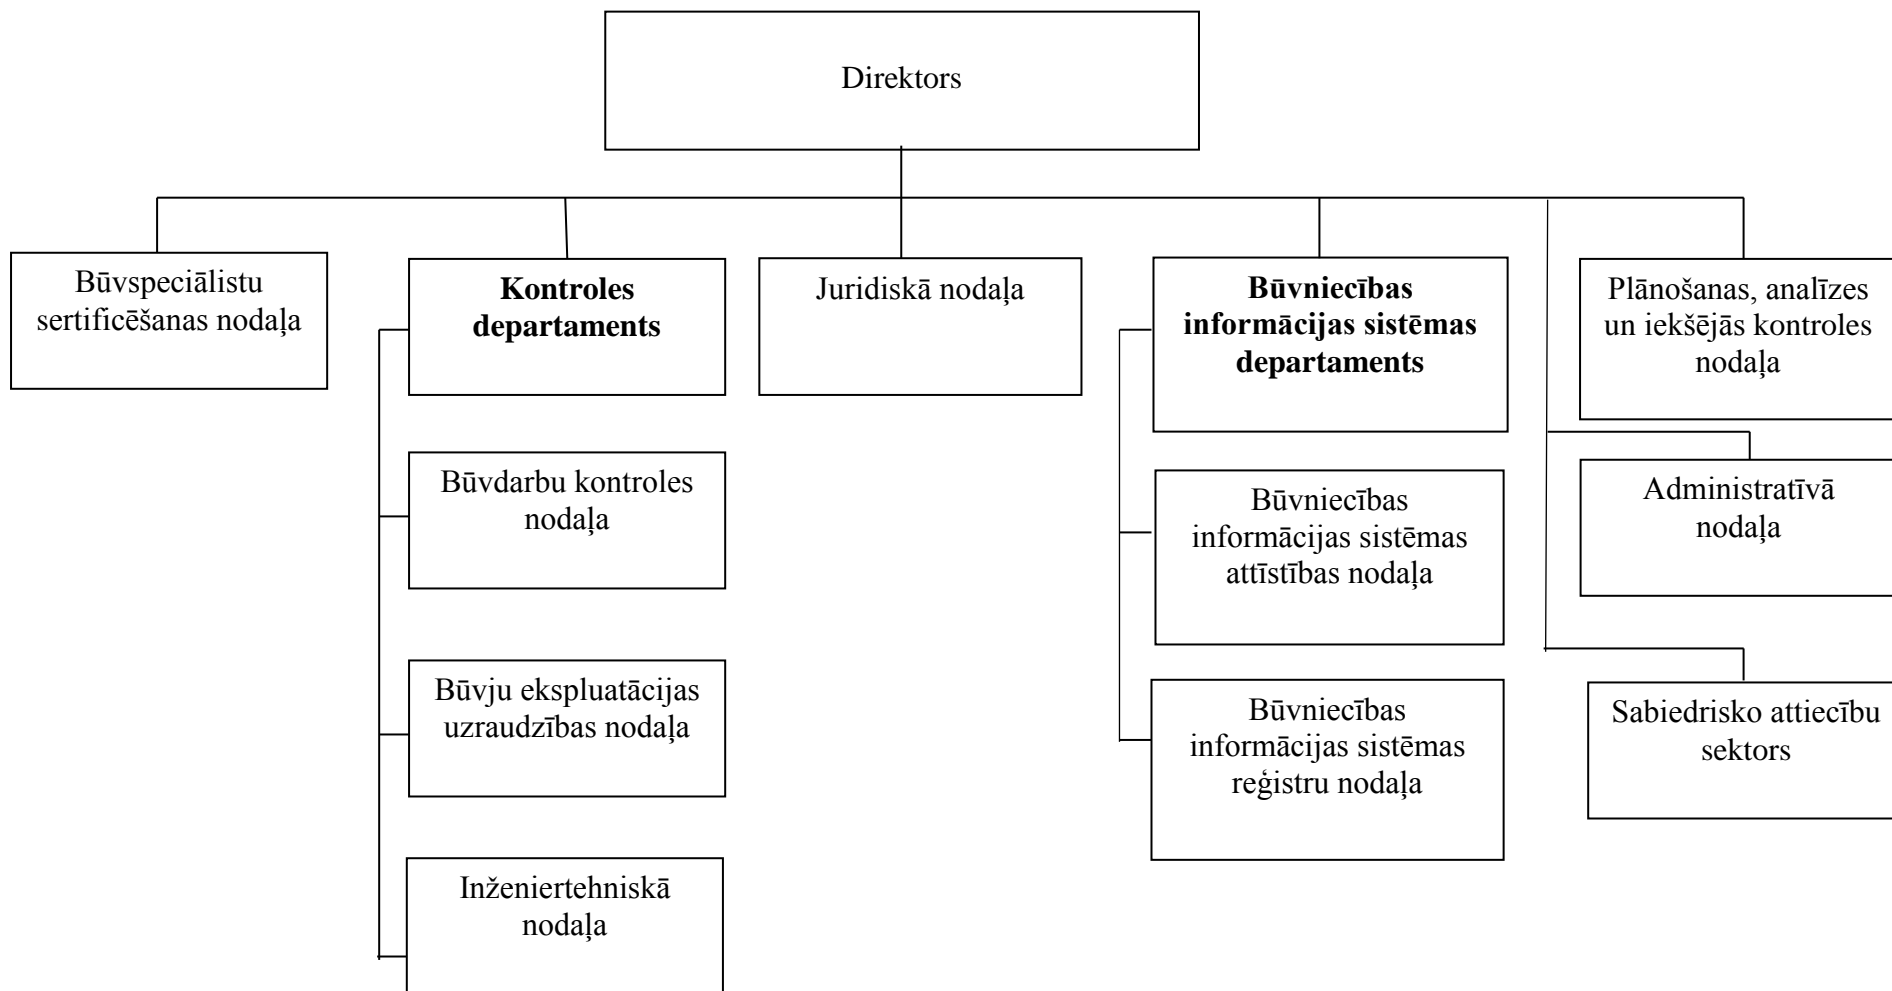 Direktors
Būvspeciālistu
sertificēšanas nodaļa
Kontroles
departaments
Juridiskā nodaļa
Būvniecības
informācijas sistēmas
departaments
Plānošanas, analīzes
un iekšējās kontroles
nodaļa
Būvdarbu kontroles
nodaļa
Būvniecības
informācijas sistēmas
attīstības nodaļa
Administratīvā
nodaļa
Būvju ekspluatācijas
uzraudzības nodaļa
Būvniecības
informācijas sistēmas
reģistru nodaļa
Sabiedrisko attiecību
sektors
Inženiertehniskā
nodaļa